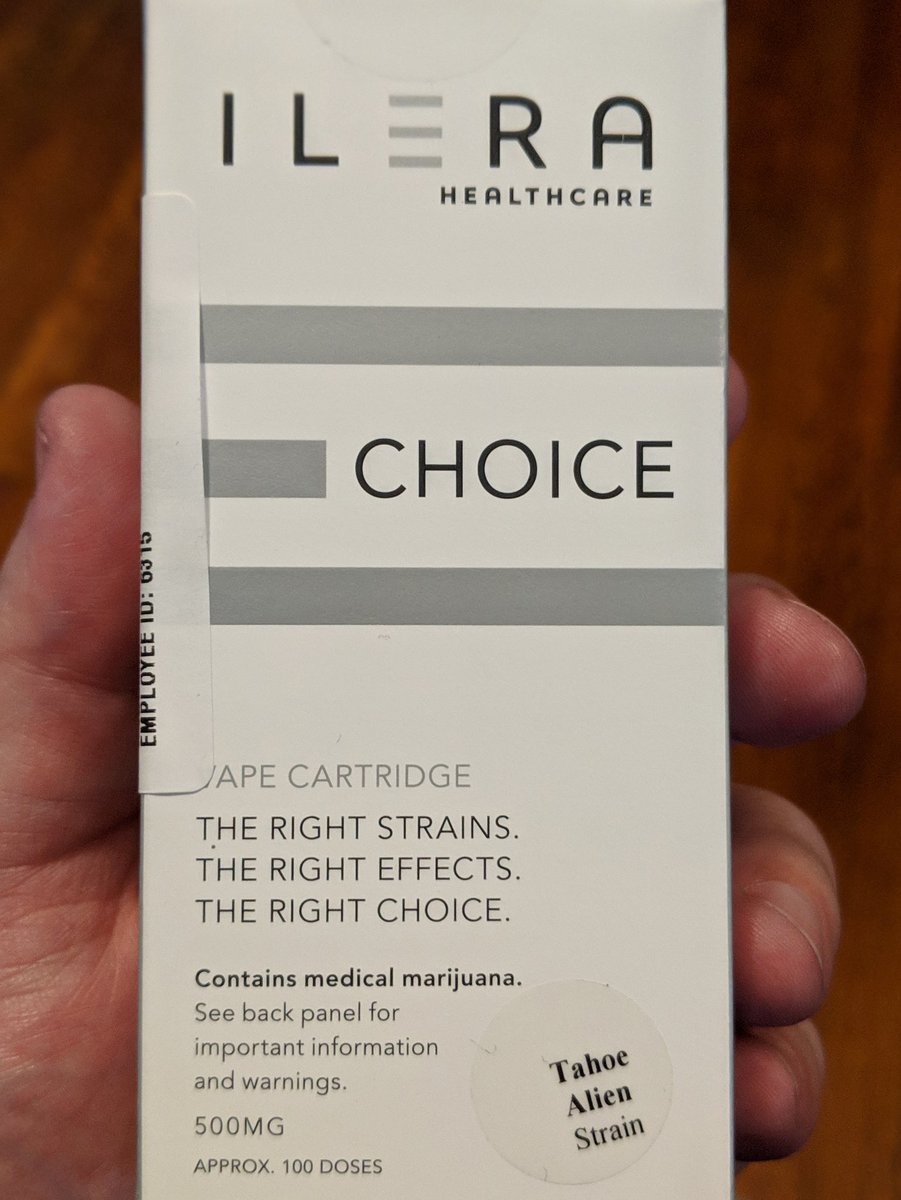 ILERA
HEALTHCARE
CHOICE
EMPLOYEE ID: 6315
VAPE CARTRIDGE
THE RIGHT STRAINS.
THE RIGHT EFFECTS.
THE RIGHT CHOICE.
Contains medical marijuana.
See back panel for
important information
and warnings.
500MG
APPROX. 100 DOSES
Tahoe
Alien
Strain